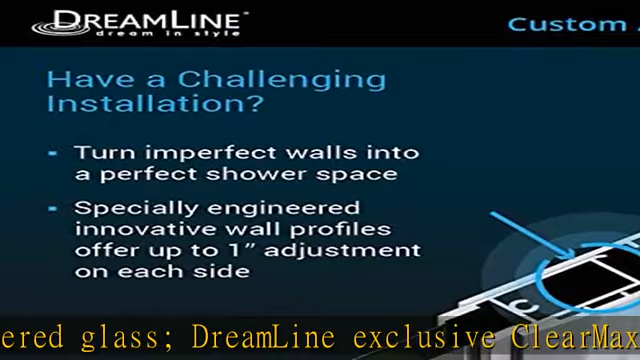 DREAMLINE™
dream in style
Custom
Have a Challenging
Installation?
▪ Turn imperfect walls into
a perfect shower space
▪ Specially engineered
innovative wall profiles
offer up to 1” adjustment
on each side
ered glass; DreamLine exclusive ClearMax